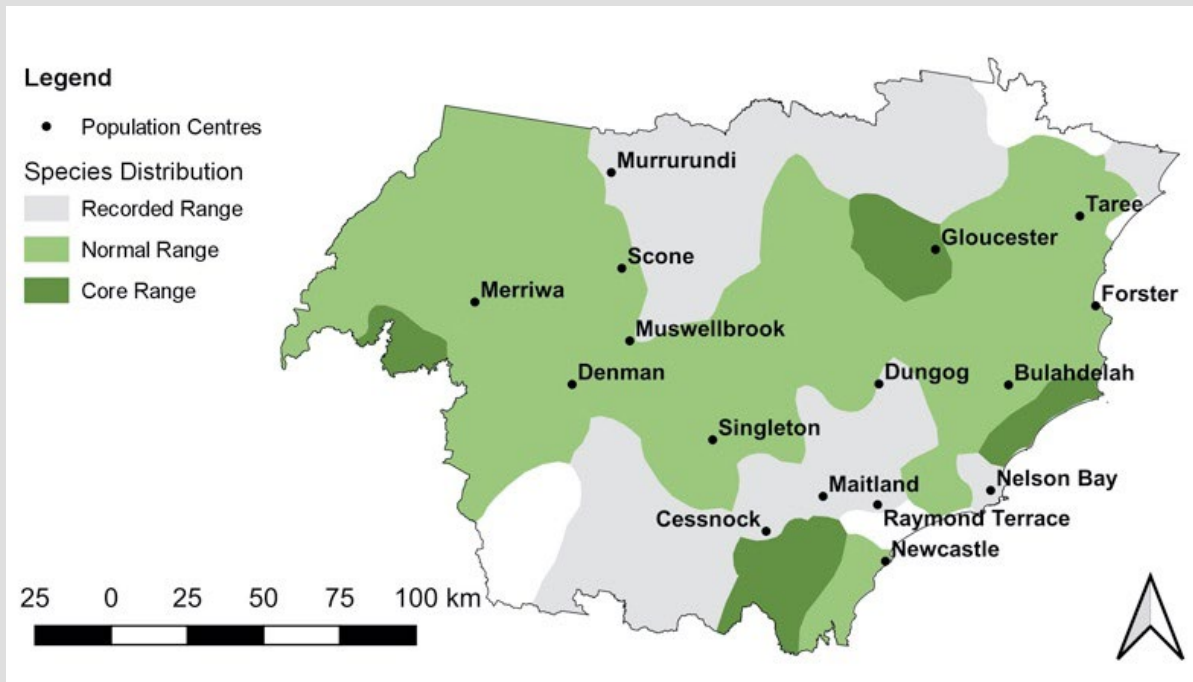 Legend
Population Centres
Species Distribution
Recorded Range
Normal Range
Core Range
Murrurundi
Taree
Gloucester
Scone
Merriwa
Forster
Muswellbrook
Denman
Dungog
Bulahdelah
Singleton
Maitland
Nelson Bay
Cessnock
Raymond Terrace
Newcastle
25 0 25 50 75 100 km